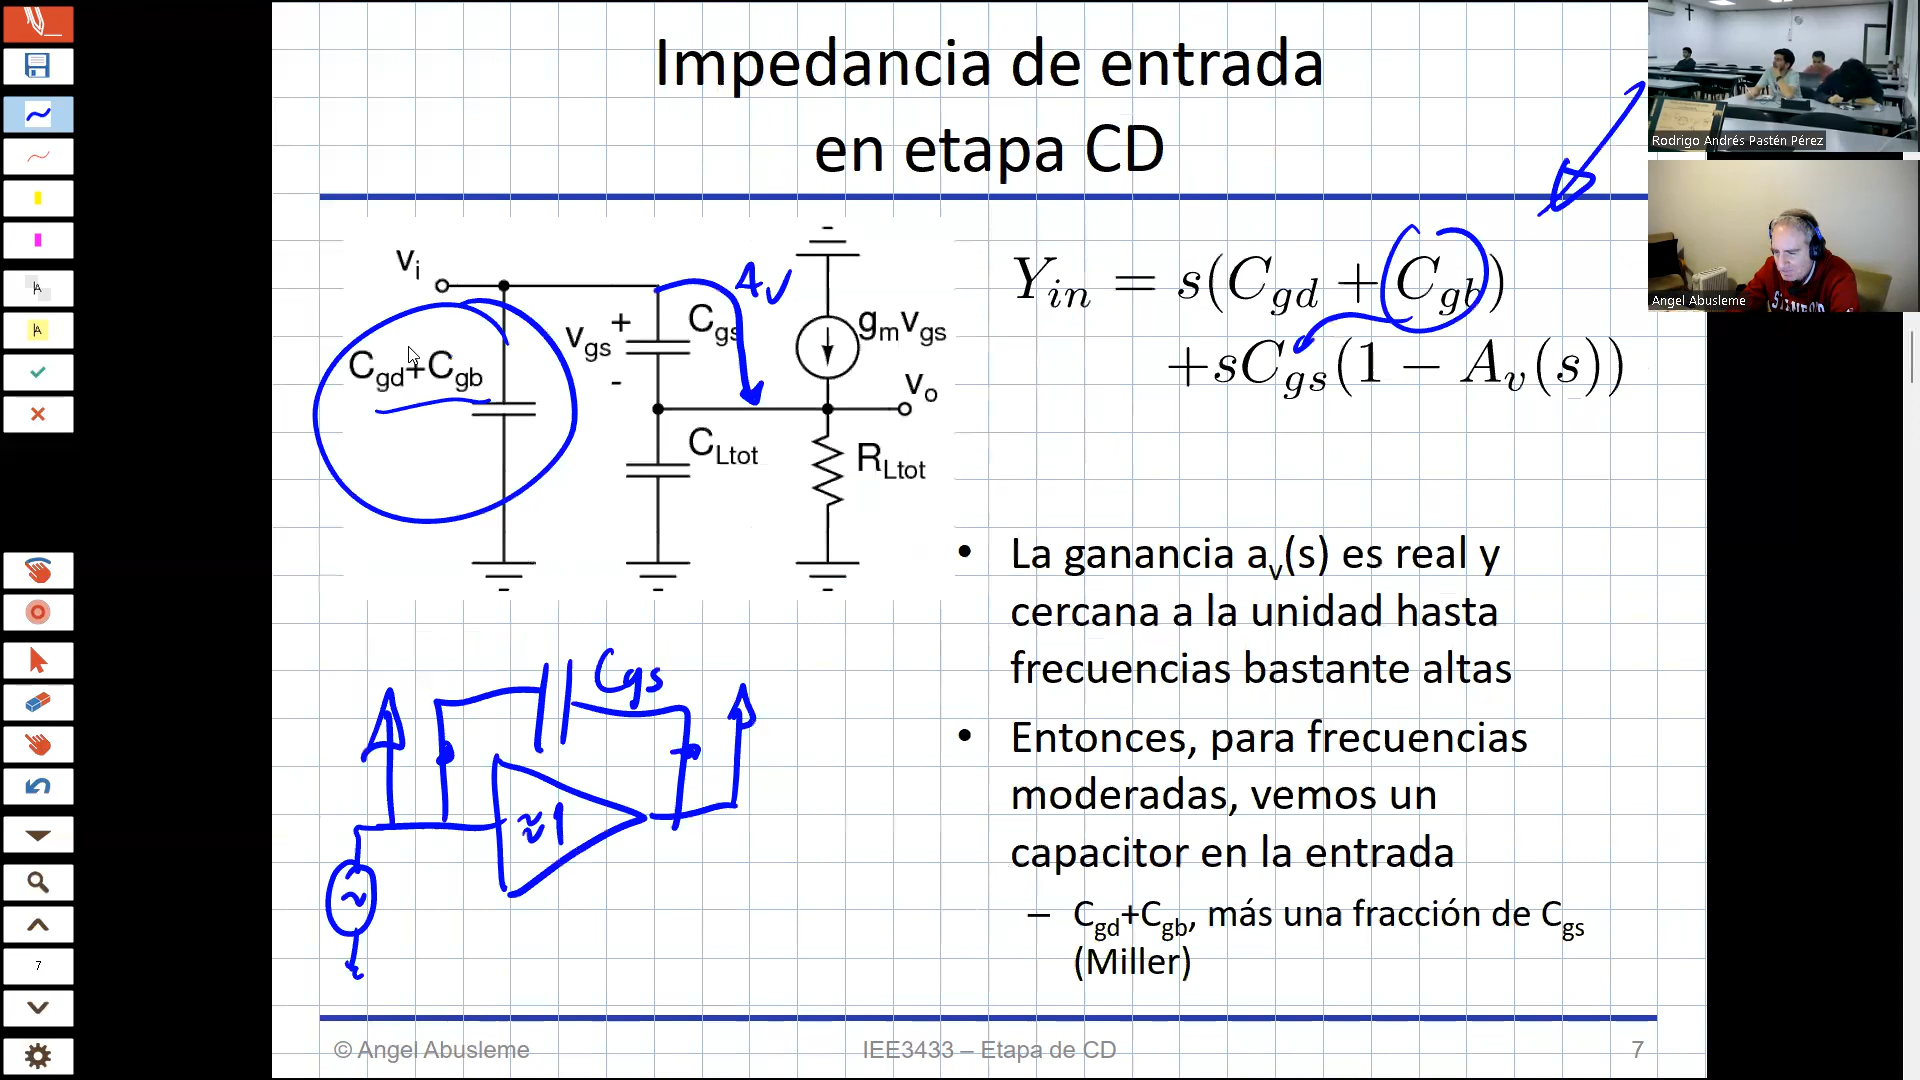 Impedancia de entrada
en etapa CD
Rodrigo Andrés Pastén Pérez
Angel Abusleme
vi
Cgd+Cgb
vgs
+
-
Cgs
Av
gmvgs
vo
CLtot
RLtot
Yin = s(Cgd + Cgb)
+sCgs(1 − Av(s))
• La ganancia av(s) es real y
cercana a la unidad hasta
frecuencias bastante altas
• Entonces, para frecuencias
moderadas, vemos un
capacitor en la entrada
– Cgd+Cgb, más una fracción de Cgs
(Miller)
Cgs
≈1
~
© Angel Abusleme
IEE3433 – Etapa de CD
7
7